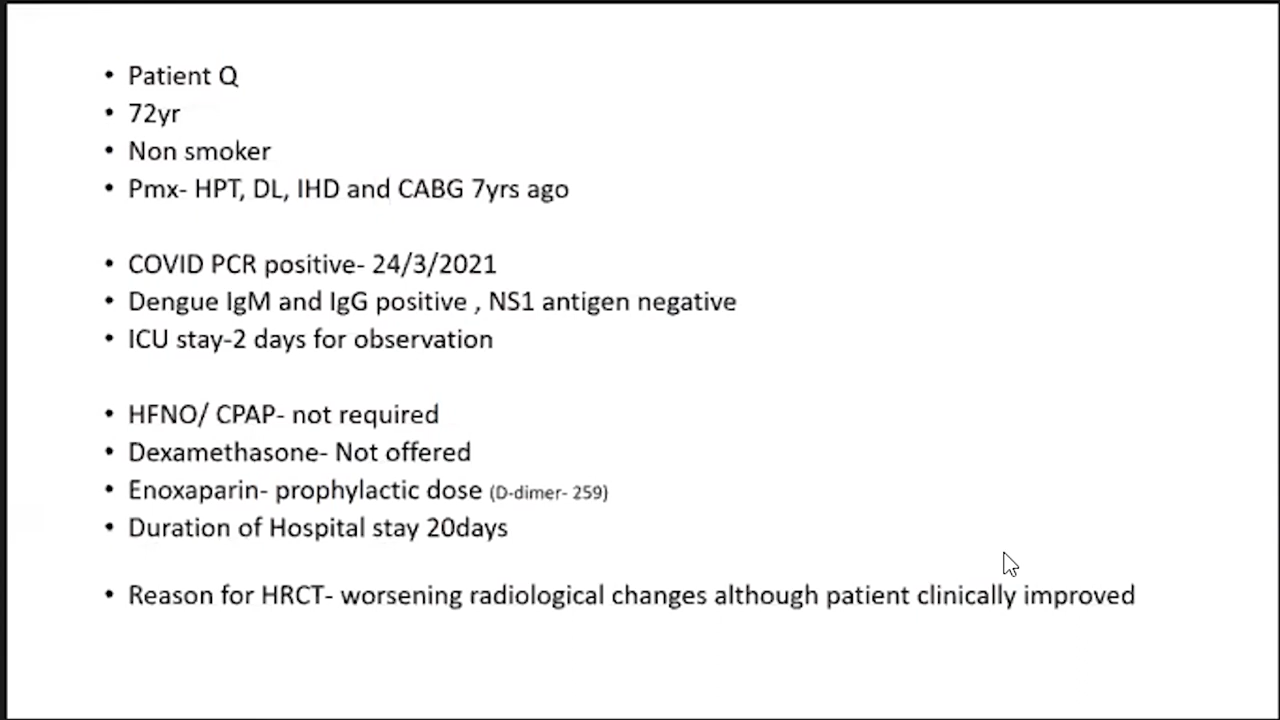 • Patient Q
• 72yr
• Non smoker
• Pmx- HPT, DL, IHD and CABG 7yrs ago
• COVID PCR positive- 24/3/2021
• Dengue IgM and IgG positive , NS1 antigen negative
• ICU stay-2 days for observation
• HFNO/ CPAP- not required
• Dexamethasone- Not offered
• Enoxaparin- prophylactic dose (D-dimer- 259)
• Duration of Hospital stay 20days
• Reason for HRCT- worsening radiological changes although patient clinically improved